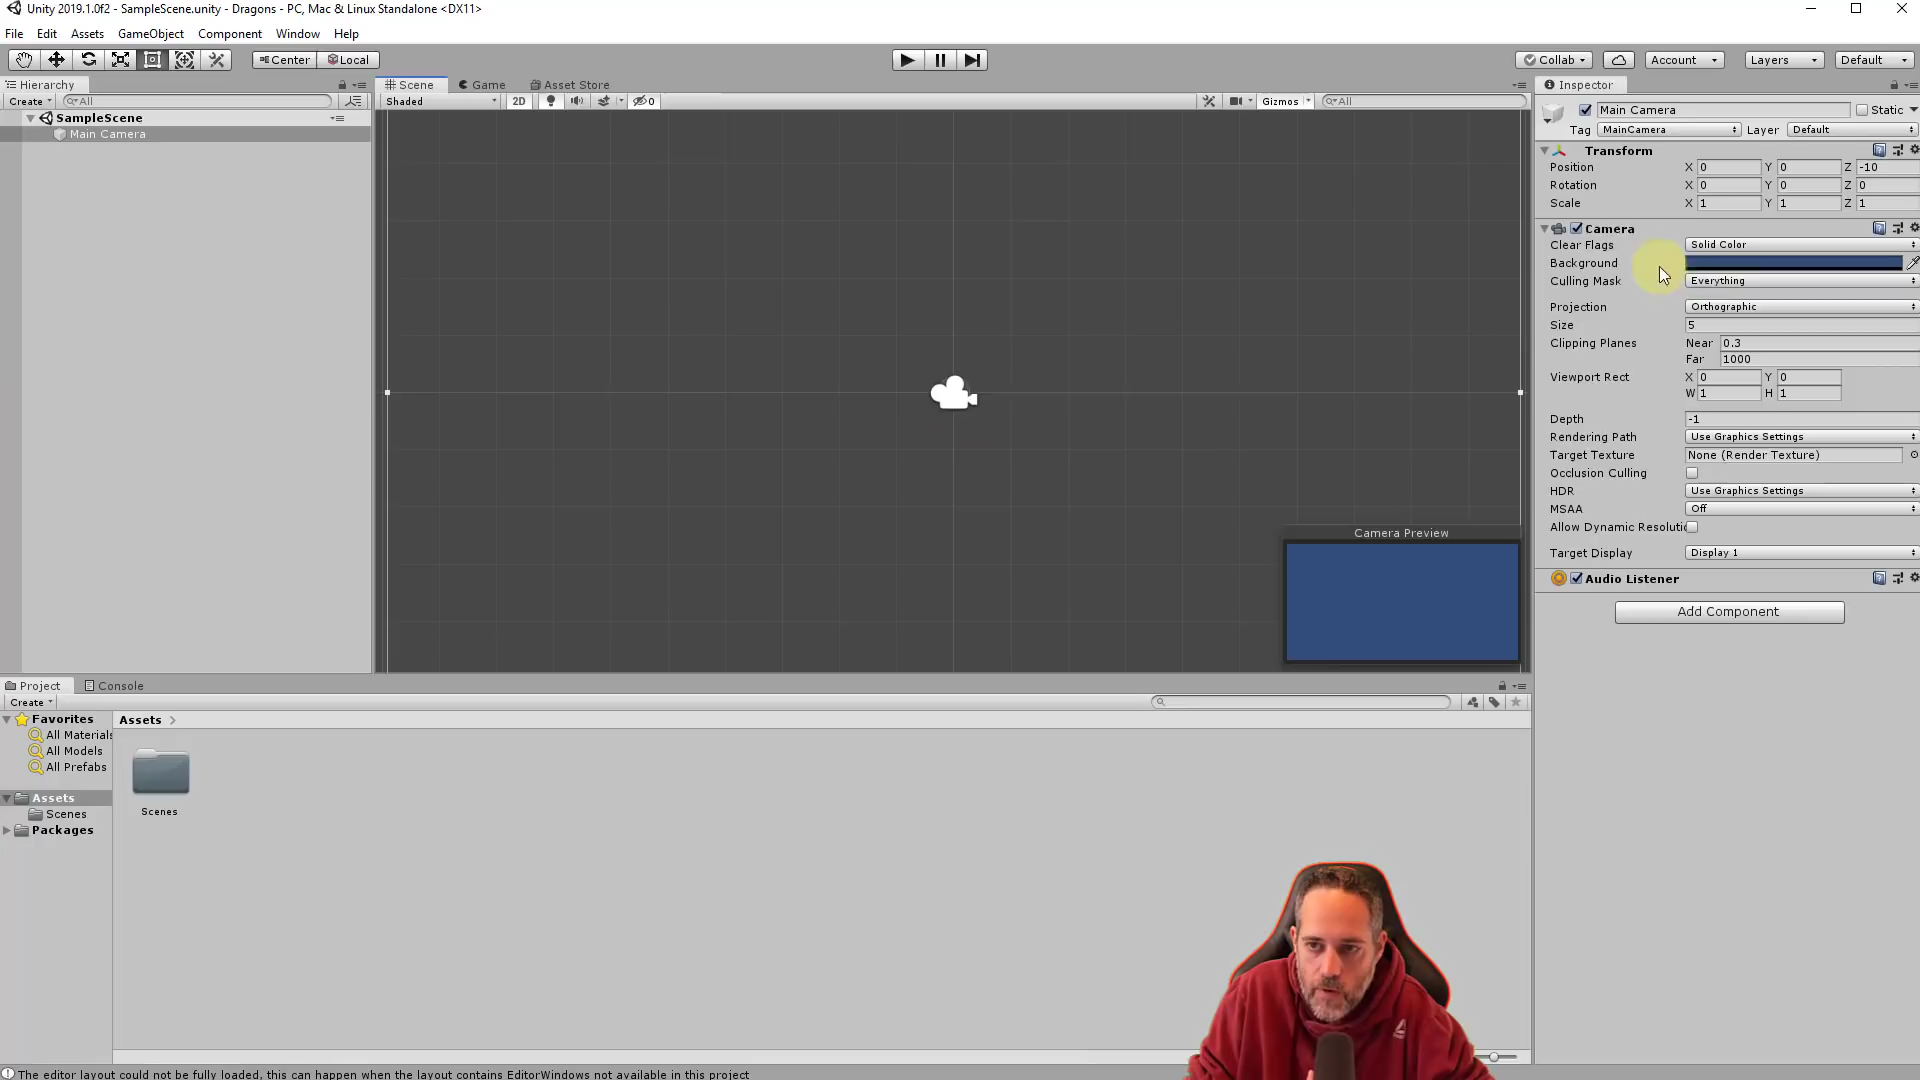 Unity 2019.1.0f2 - SampleScene.unity - Dragons - PC, Mac & Linux Standalone <DX11>
File Edit Assets GameObject Component Window Help
Center Local Collab Account Layers Default
Hierarchy
Create All
SampleScene
Main Camera
Scene Game Asset Store
Shaded 2D 0 Gizmos All
Camera Preview
Inspector
Main Camera Static
Tag MainCamera Layer Default
Transform
Position X 0 Y 0 Z -10
Rotation X 0 Y 0 Z 0
Scale X 1 Y 1 Z 1
Camera
Clear Flags Solid Color
Background
Culling Mask Everything
Projection Orthographic
Size 5
Clipping Planes Near 0.3
Far 1000
Viewport Rect X 0 Y 0
W 1 H 1
Depth -1
Rendering Path Use Graphics Settings
Target Texture None (Render Texture)
Occlusion Culling
HDR Use Graphics Settings
MSAA Off
Allow Dynamic Resolutio
Target Display Display 1
Audio Listener
Add Component
Project Console
Create
Favorites
All Materials
All Models
All Prefabs
Assets
Scenes
Packages
Assets
Scenes
The editor layout could not be fully loaded, this can happen when the layout contains EditorWindows not available in this project